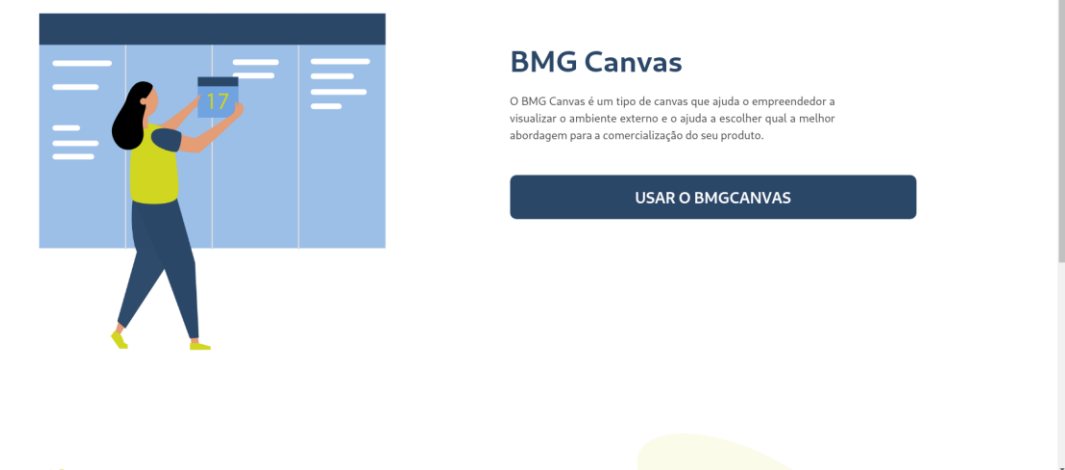 17
BMG Canvas
O BMG Canvas é um tipo de canvas que ajuda o empreendedor a
visualizar o ambiente externo e o ajuda a escolher qual a melhor
abordagem para a comercialização do seu produto.
USAR O BMGCANVAS